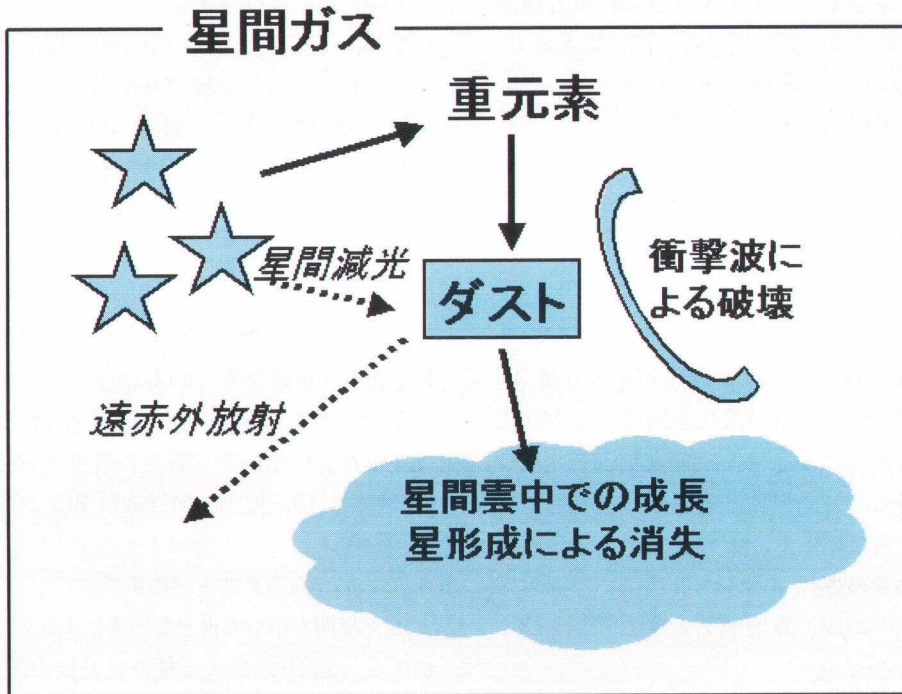 星間ガス
重元素
星間減光
衝撃波に
よる破壊
ダスト
遠赤外放射
星間雲中での成長
星形成による消失